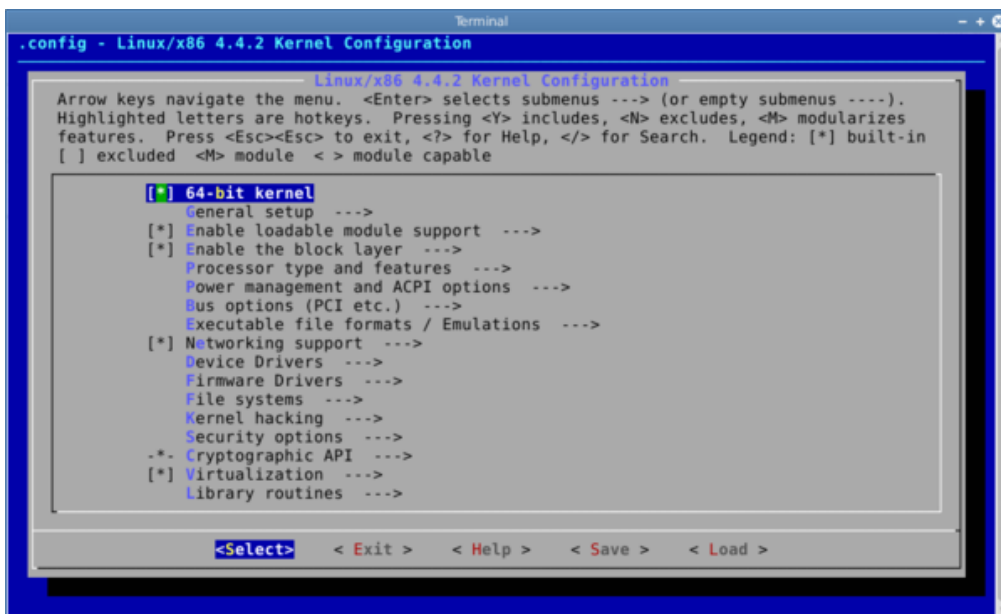 Terminal
.config - Linux/x86 4.4.2 Kernel Configuration
Linux/x86 4.4.2 Kernel Configuration
Arrow keys navigate the menu.  <Enter> selects submenus ---> (or empty submenus ----).
Highlighted letters are hotkeys.  Pressing <Y> includes, <N> excludes, <M> modularizes
features.  Press <Esc><Esc> to exit, <?> for Help, </> for Search.  Legend: [*] built-in
[ ] excluded  <M> module  < > module capable
[*] 64-bit kernel
General setup  --->
[*] Enable loadable module support  --->
[*] Enable the block layer  --->
Processor type and features  --->
Power management and ACPI options  --->
Bus options (PCI etc.)  --->
Executable file formats / Emulations  --->
[*] Networking support  --->
Device Drivers  --->
Firmware Drivers  --->
File systems  --->
Kernel hacking  --->
Security options  --->
-*- Cryptographic API  --->
[*] Virtualization  --->
Library routines  --->
<Select>    < Exit >    < Help >    < Save >    < Load >